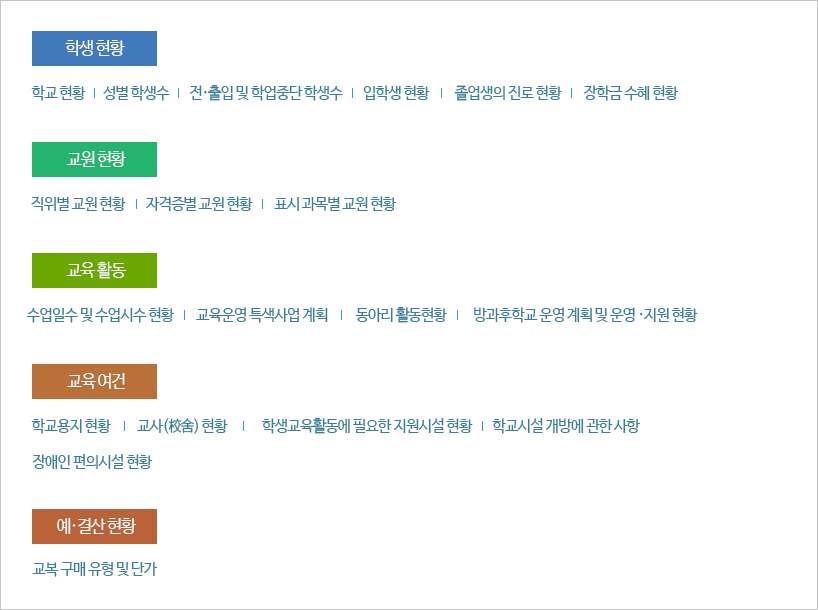 학생 현황
학교 현황 | 성별 학생수 | 전·출입 및 학업중단 학생수 | 입학생 현황 | 졸업생의 진로 현황 | 장학금 수혜 현황
교원 현황
직위별 교원 현황 | 자격증별 교원 현황 | 표시 과목별 교원 현황
교육 활동
수업일수 및 수업시수 현황 | 교육운영 특색사업 계획 | 동아리 활동현황 | 방과후학교 운영 계획 및 운영 ·지원 현황
교육 여건
학교용지 현황 | 교사(校舍) 현황 | 학생교육활동에 필요한 지원시설 현황 | 학교시설 개방에 관한 사항
장애인 편의시설 현황
예·결산 현황
교복 구매 유형 및 단가